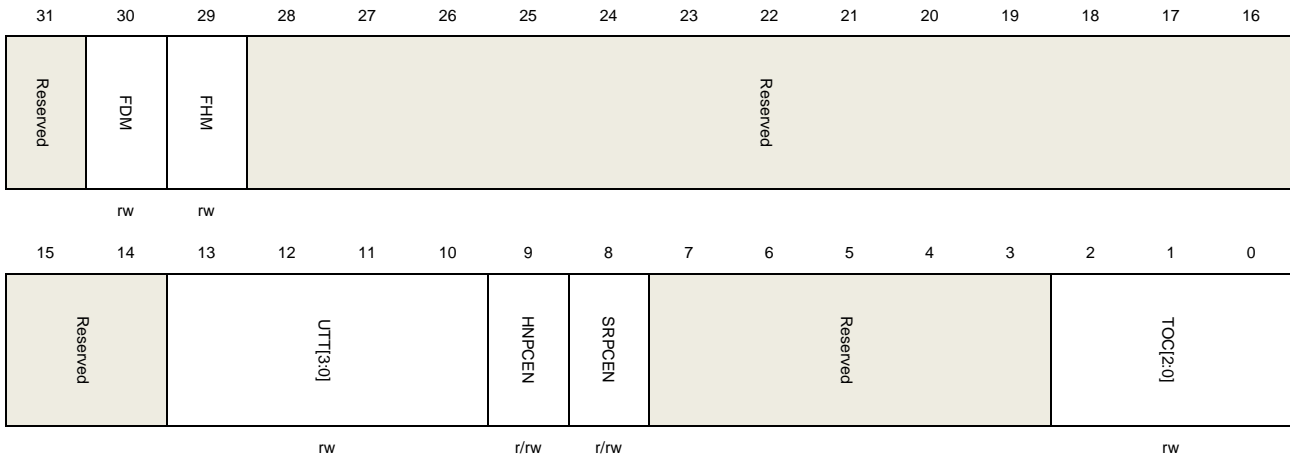 31 30 29 28 27 26 25 24 23 22 21 20 19 18 17 16
Reserved FDM FHM Reserved
rw rw
15 14 13 12 11 10 9 8 7 6 5 4 3 2 1 0
Reserved UTT[3:0] HNPCEN SRPCEN Reserved TOC[2:0]
rw r/rw r/rw rw